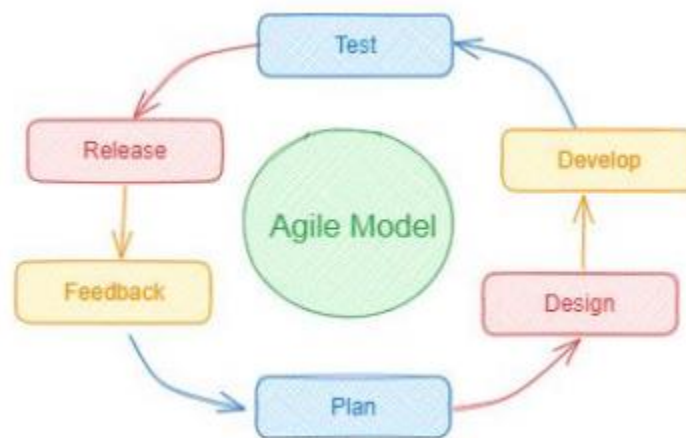 Test
Release
Develop
Agile Model
Feedback
Design
Plan